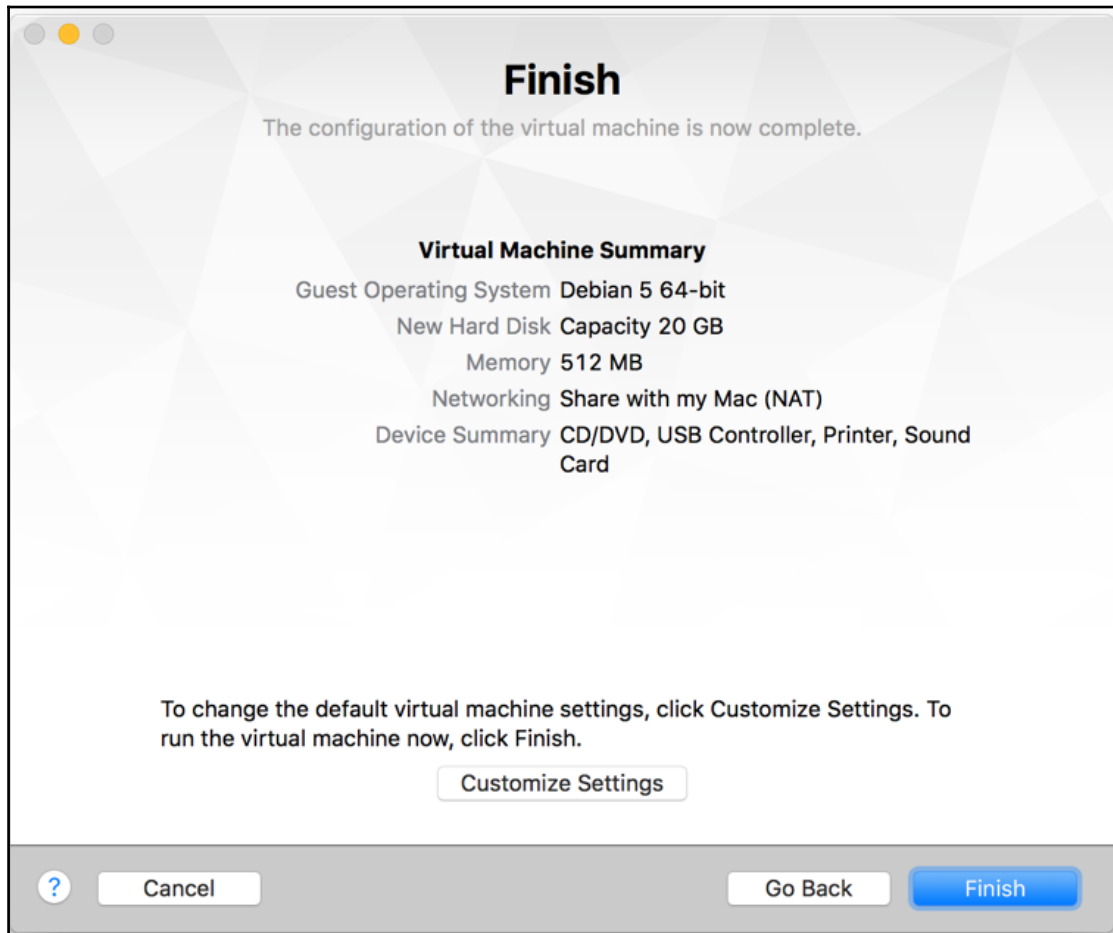 Finish
The configuration of the virtual machine is now complete.
Virtual Machine Summary
Guest Operating System Debian 5 64-bit
New Hard Disk Capacity 20 GB
Memory 512 MB
Networking Share with my Mac (NAT)
Device Summary CD/DVD, USB Controller, Printer, Sound
Card
To change the default virtual machine settings, click Customize Settings. To
run the virtual machine now, click Finish.
Customize Settings
? Cancel Go Back Finish